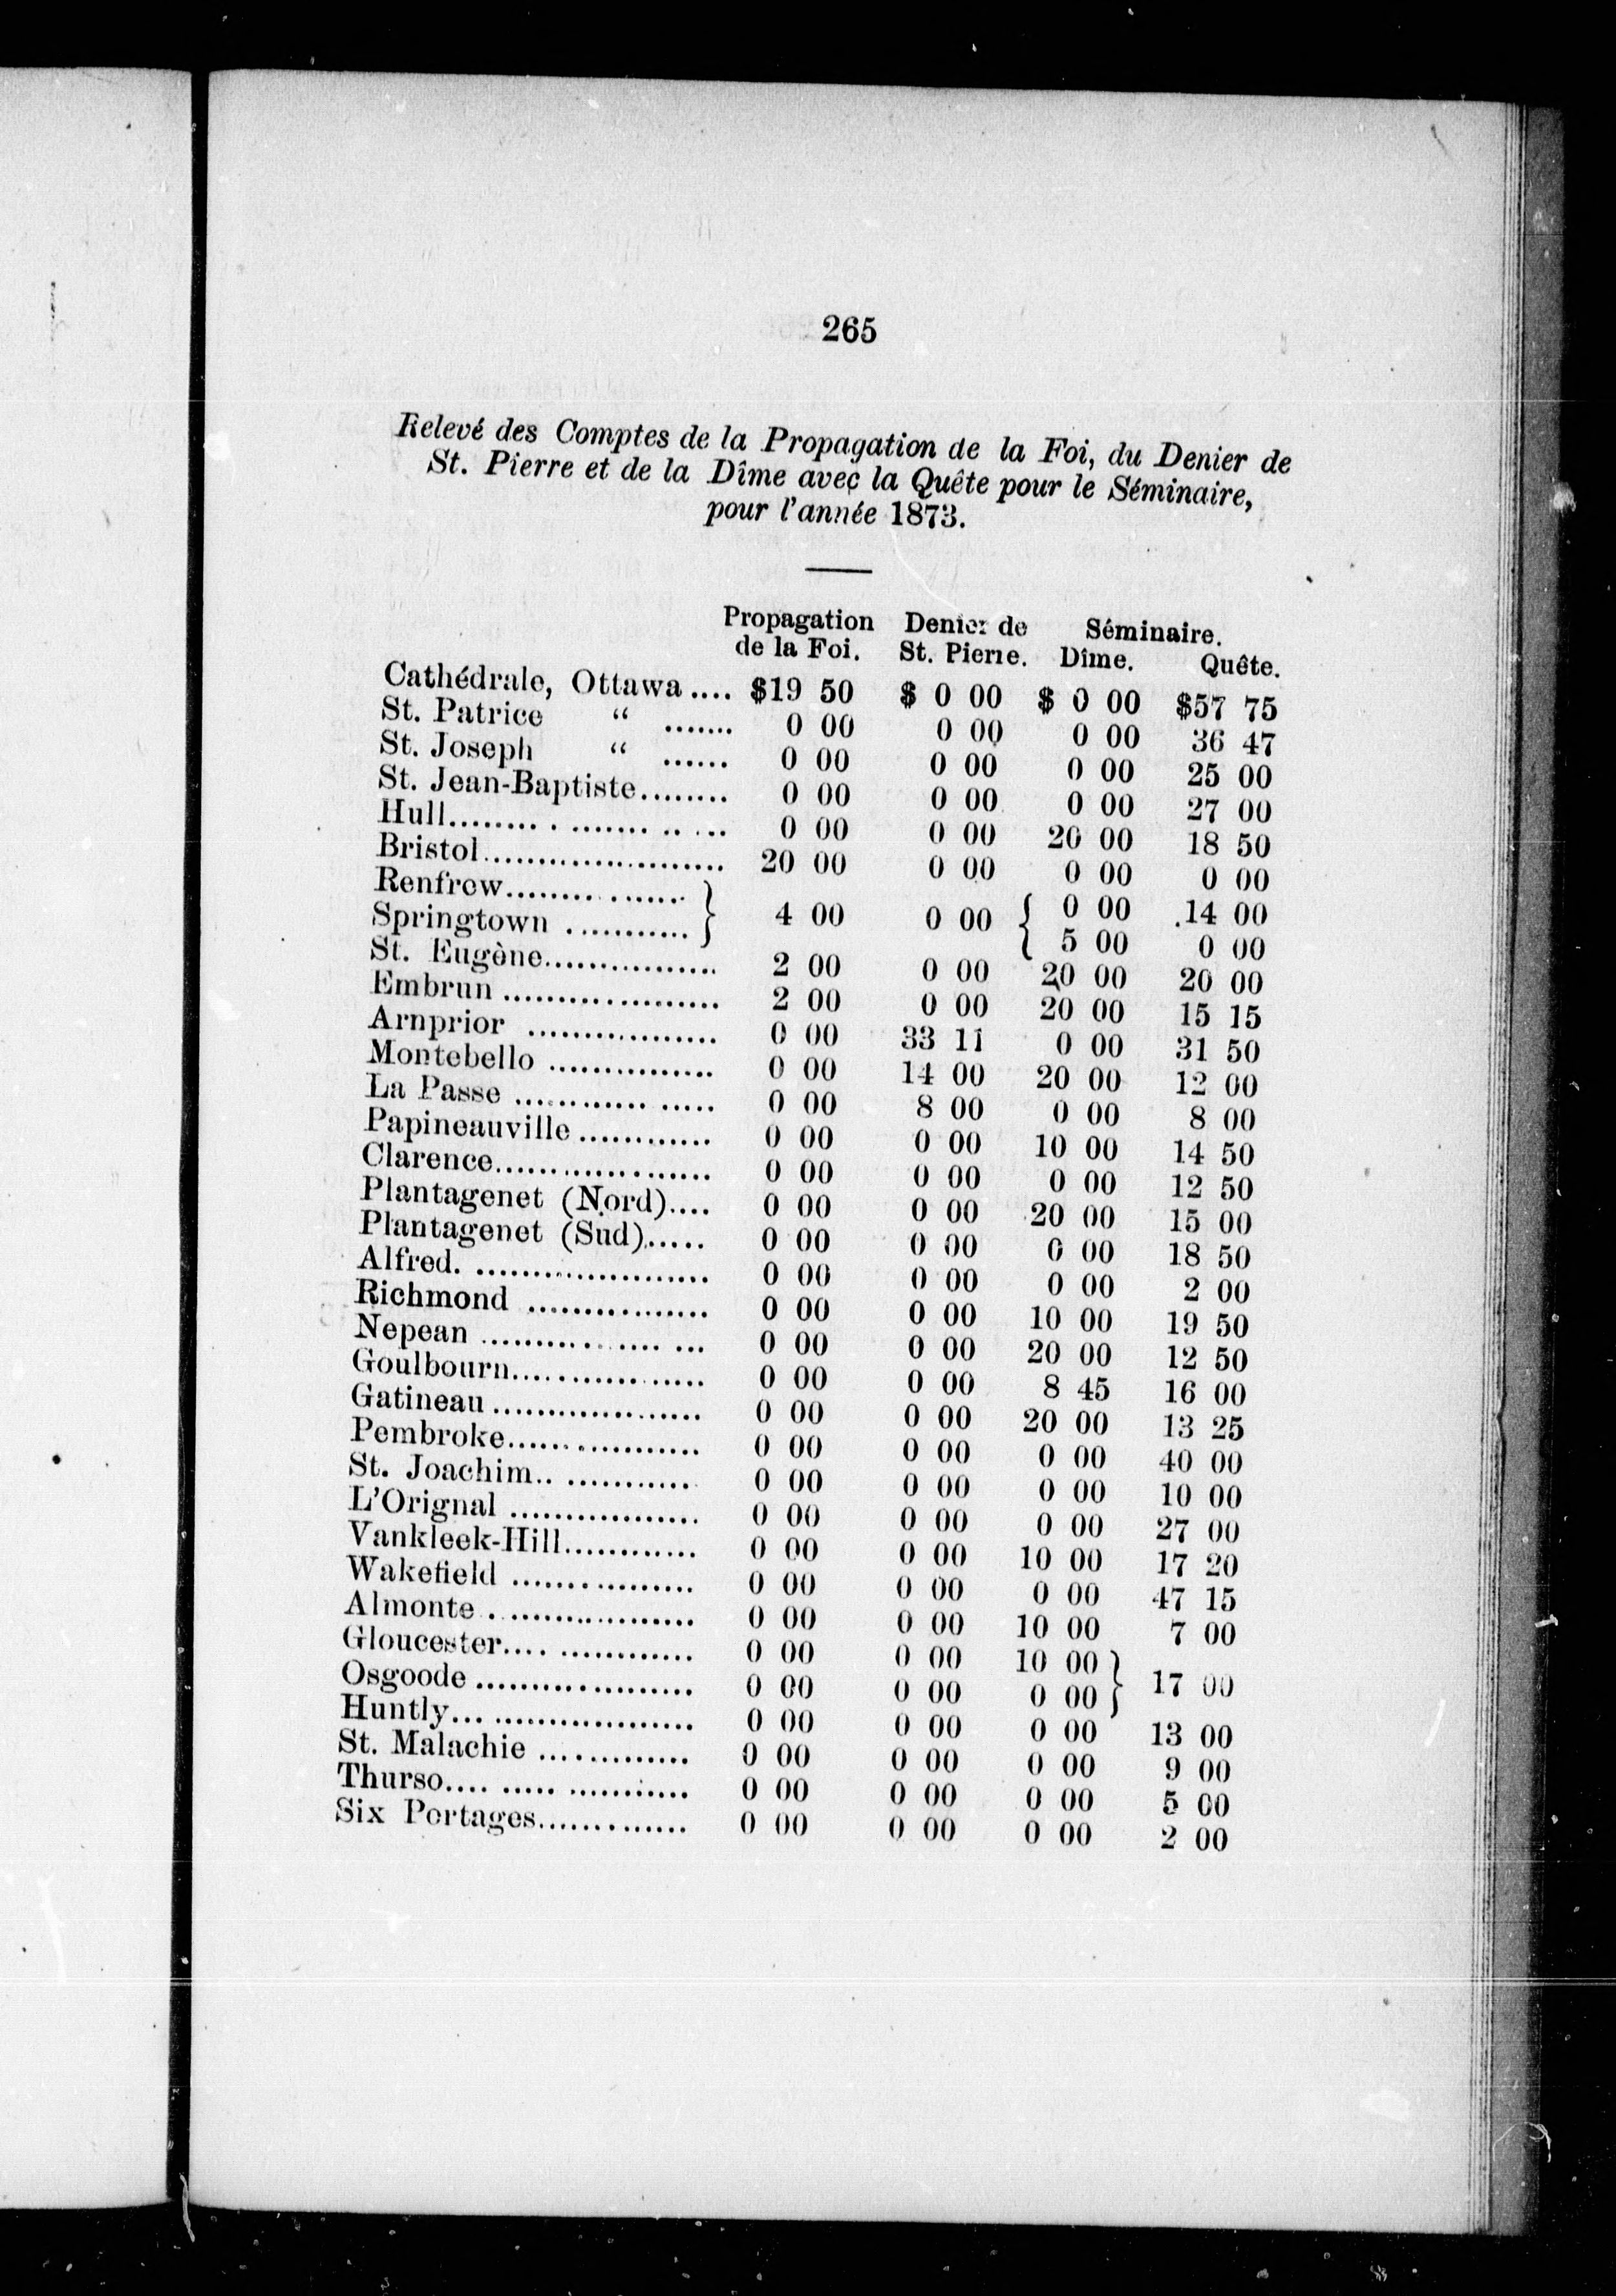 265
Relevé des Comptes de la Propagation de la Foi, du Denier de
St. Pierre et de la Dîme avec la Quête pour le Séminaire,
pour l'année 1873.
Propagation Denier de Séminaire.
de la Foi. St. Pierre. Dîme. Quête.
Cathédrale, Ottawa .... $19 50 $ 0 00 $ 0 00 $57 75
St. Patrice “ ....... 0 00 0 00 0 00 36 47
St. Joseph “ ...... 0 00 0 00 0 00 25 00
St. Jean-Baptiste........ 0 00 0 00 0 00 27 00
Hull......... . ....... .. ... 0 00 0 00 20 00 18 50
Bristol....................... 20 00 0 00 0 00 0 00
Renfrew.................. } 4 00 0 00 { 0 00 14 00
Springtown ............ } { 5 00 0 00
St. Eugène................. 2 00 0 00 20 00 20 00
Embrun ..................... 2 00 0 00 20 00 15 15
Arnprior .................. 0 00 33 11 0 00 31 50
Montebello ............... 0 00 14 00 20 00 12 00
La Passe ............. ..... 0 00 8 00 0 00 8 00
Papineauville............ 0 00 0 00 10 00 14 50
Clarence.................... 0 00 0 00 0 00 12 50
Plantagenet (Nord).... 0 00 0 00 20 00 15 00
Plantagenet (Sud)...... 0 00 0 00 0 00 18 50
Alfred. ...................... 0 00 0 00 0 00 2 00
Richmond ................. 0 00 0 00 10 00 19 50
Nepean ................. ... 0 00 0 00 20 00 12 50
Goulbourn.................. 0 00 0 00 8 45 16 00
Gatineau .................... 0 00 0 00 20 00 13 25
Pembroke.................. 0 00 0 00 0 00 40 00
St. Joachim.. ............ 0 00 0 00 0 00 10 00
L'Orignal .................. 0 00 0 00 0 00 27 00
Vankleek-Hill............ 0 00 0 00 10 00 17 20
Wakefield ................. 0 00 0 00 0 00 47 15
Almonte . .................. 0 00 0 00 10 00 7 00
Gloucester.... ............. 0 00 0 00 10 00 } 17 00
Osgoode .................... 0 00 0 00 0 00 }
Huntly... ................... 0 00 0 00 0 00 13 00
St. Malachie .............. 0 00 0 00 0 00 9 00
Thurso.... ..... ............ 0 00 0 00 0 00 5 00
Six Portages.............. 0 00 0 00 0 00 2 00